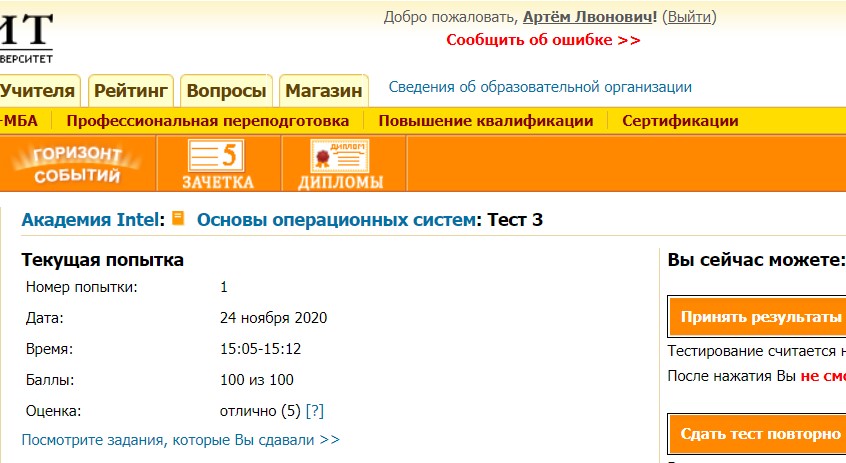 ИТ
Добро пожаловать, Артём Лвонович! (Выйти)
Сообщить об ошибке >>
Учителя Рейтинг Вопросы Магазин Сведения об образовательной организации
-МБА Профессиональная переподготовка Повышение квалификации Сертификации
ГОРИЗОНТ СОБЫТИЙ
5 ЗАЧЕТКА
ДИПЛОМ ДИПЛОМЫ
Академия Intel: Основы операционных систем: Тест 3
Текущая попытка
Номер попытки: 1
Дата: 24 ноября 2020
Время: 15:05-15:12
Баллы: 100 из 100
Оценка: отлично (5) [?]
Посмотрите задания, которые Вы сдавали >>
Вы сейчас можете:
Принять результаты
Тестирование считается
После нажатия Вы не
Сдать тест повторно